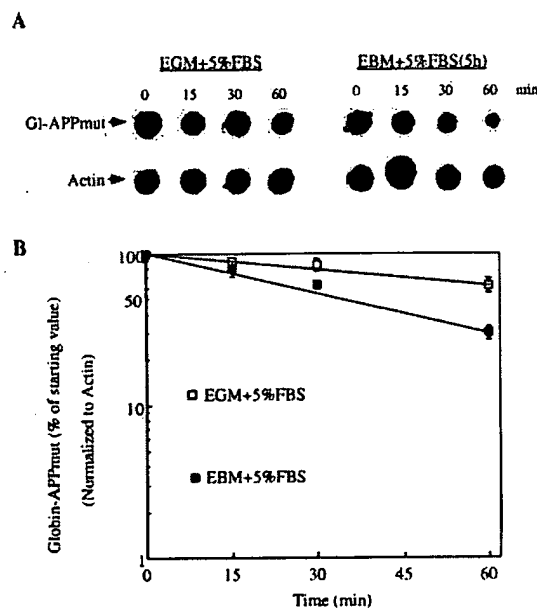 A
EGM+5%FBS EBM+5%FBS(5h)
0 15 30 60 0 15 30 60 min
Gl-APPmut
Actin
B
Globin-APPmut (% of starting value)
(Normalized to Actin)
100
50
10
1
EGM+5%FBS
EBM+5%FBS
0 15 30 45 60
Time (min)